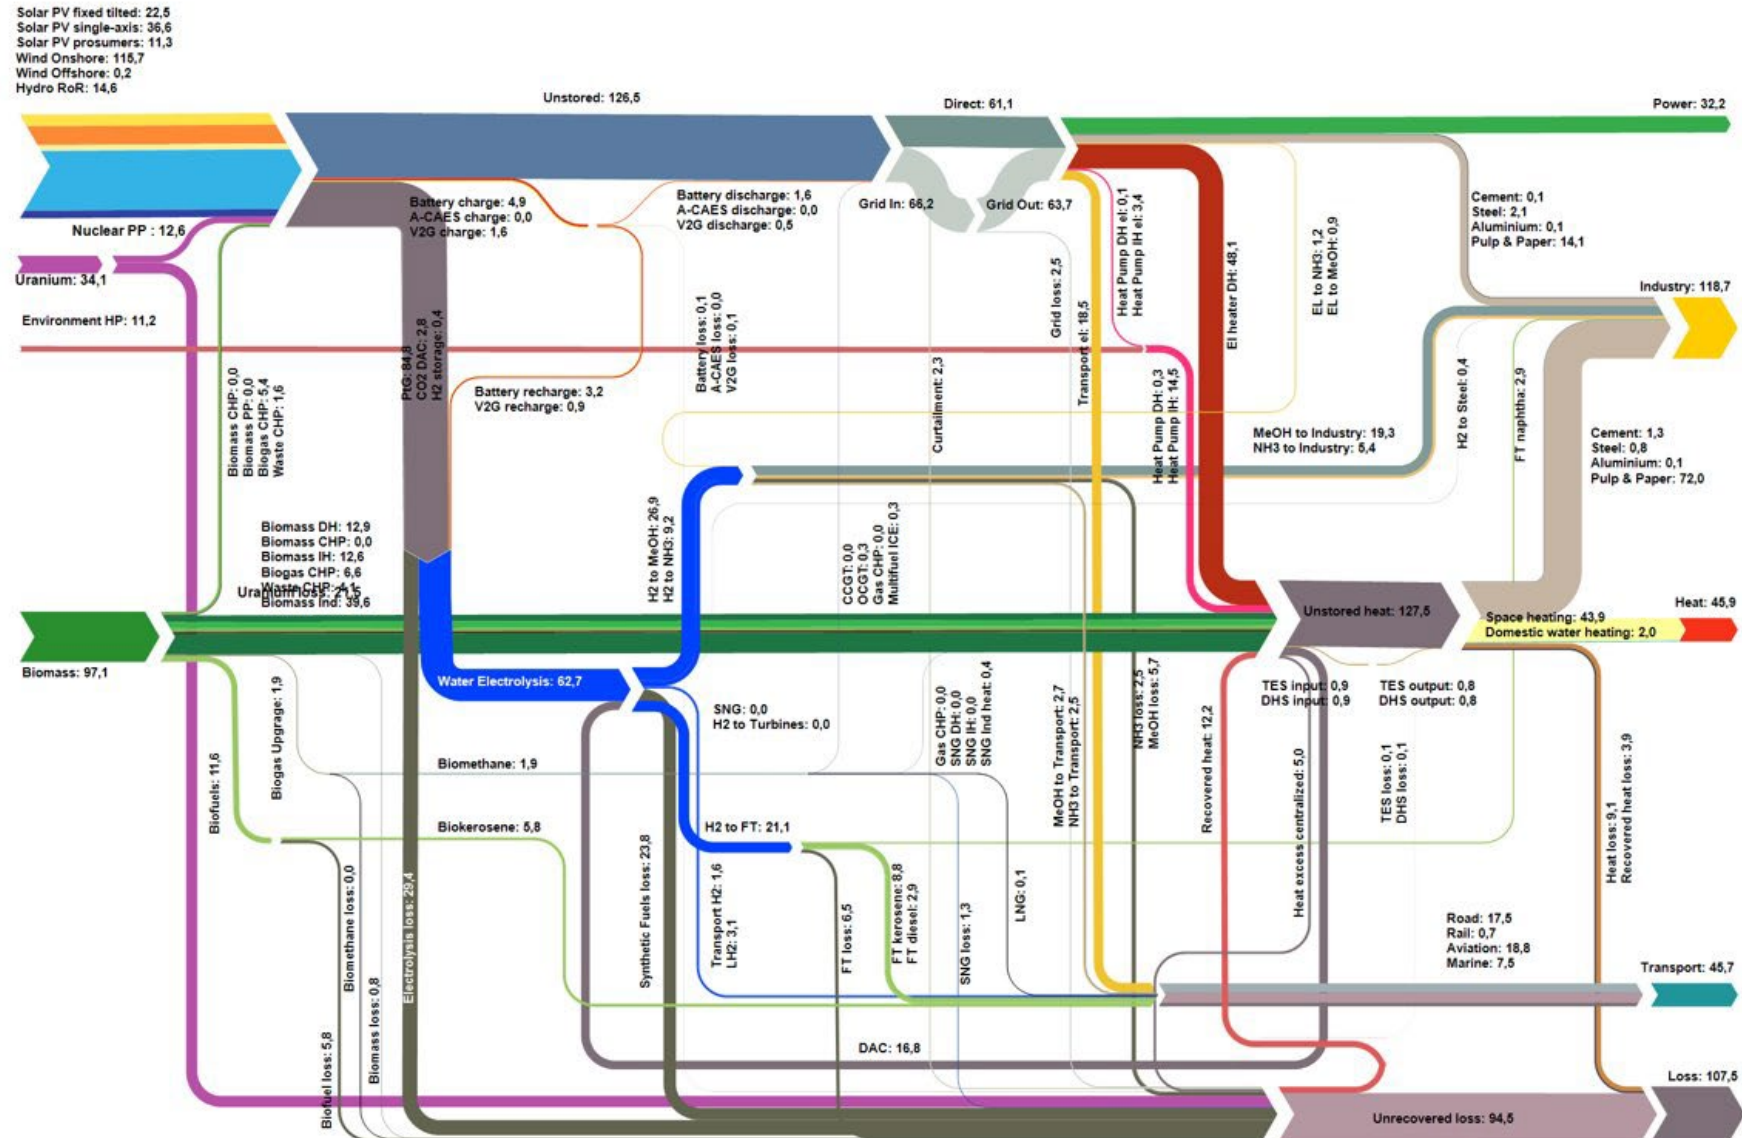 Solar PV fixed tilted: 22,5
Solar PV single-axis: 36,6
Solar PV prosumers: 11,3
Wind Onshore: 115,7
Wind Offshore: 0,2
Hydro RoR: 14,6
Unstored: 126,5
Direct: 61,1
Power: 32,2
Battery charge: 4,9
A-CAES charge: 0,0
V2G charge: 1,6
Battery discharge: 1,6
A-CAES discharge: 0,0
V2G discharge: 0,5
Grid In: 66,2
Grid Out: 63,7
Cement: 0,1
Steel: 2,1
Aluminium: 0,1
Pulp & Paper: 14,1
Nuclear PP : 12,6
Uranium: 34,1
Environment HP: 11,2
Industry: 118,7
Heat Pump DH el: 0,1
Heat Pump IH el: 3,4
El heater DH: 48,1
EL to NH3: 1,2
EL to MeOH: 0,9
Grid loss: 2,5
Transport el: 18,5
Battery loss: 0,1
A-CAES loss: 0,0
V2G loss: 0,1
PtG: 84,8
CO2 DAC: 2,8
H2 storage: 0,4
Battery recharge: 3,2
V2G recharge: 0,9
Biomass CHP: 0,0
Biomass PP: 0,0
Biogas CHP: 5,4
Waste CHP: 1,6
Curtailment: 2,3
Heat Pump DH: 0,3
Heat Pump IH: 14,5
MeOH to Industry: 19,3
NH3 to Industry: 5,4
H2 to Steel: 0,4
FT naphtha: 2,9
Cement: 1,3
Steel: 0,8
Aluminium: 0,1
Pulp & Paper: 72,0
Biomass DH: 12,9
Biomass CHP: 0,0
Biomass IH: 12,6
Biogas CHP: 6,6
Waste CHP: 4,1
Uranium loss: 21,5
Biomass Ind: 39,6
H2 to MeOH: 26,9
H2 to NH3: 9,2
CCGT: 0,0
OCGT: 0,3
Gas CHP: 0,0
Multifuel ICE: 0,3
Unstored heat: 127,5
Space heating: 43,9
Domestic water heating: 2,0
Heat: 45,9
Biomass: 97,1
Water Electrolysis: 62,7
SNG: 0,0
H2 to Turbines: 0,0
Gas CHP: 0,0
SNG DH: 0,0
SNG IH: 0,0
SNG Ind heat: 0,4
MeOH to Transport: 2,7
NH3 to Transport: 2,5
NH3 loss: 2,5
MeOH loss: 5,7
Recovered heat: 12,2
TES input: 0,9
DHS input: 0,9
TES output: 0,8
DHS output: 0,8
Biofuels: 11,6
Biogas Upgrage: 1,9
Biomethane: 1,9
Biokerosene: 5,8
H2 to FT: 21,1
Heat excess centralized: 5,0
TES loss: 0,1
DHS loss: 0,1
Heat loss: 9,1
Recovered heat loss: 3,9
Biomethane loss: 0,0
Electrolysis loss: 29,4
Synthetic Fuels loss: 23,8
Transport H2: 1,6
LH2: 3,1
FT loss: 6,5
FT kerosene: 8,8
FT diesel: 2,9
SNG loss: 1,3
LNG: 0,1
Road: 17,5
Rail: 0,7
Aviation: 18,8
Marine: 7,5
Transport: 45,7
Biofuel loss: 5,8
Biomass loss: 0,8
DAC: 16,8
Loss: 107,5
Unrecovered loss: 94,5